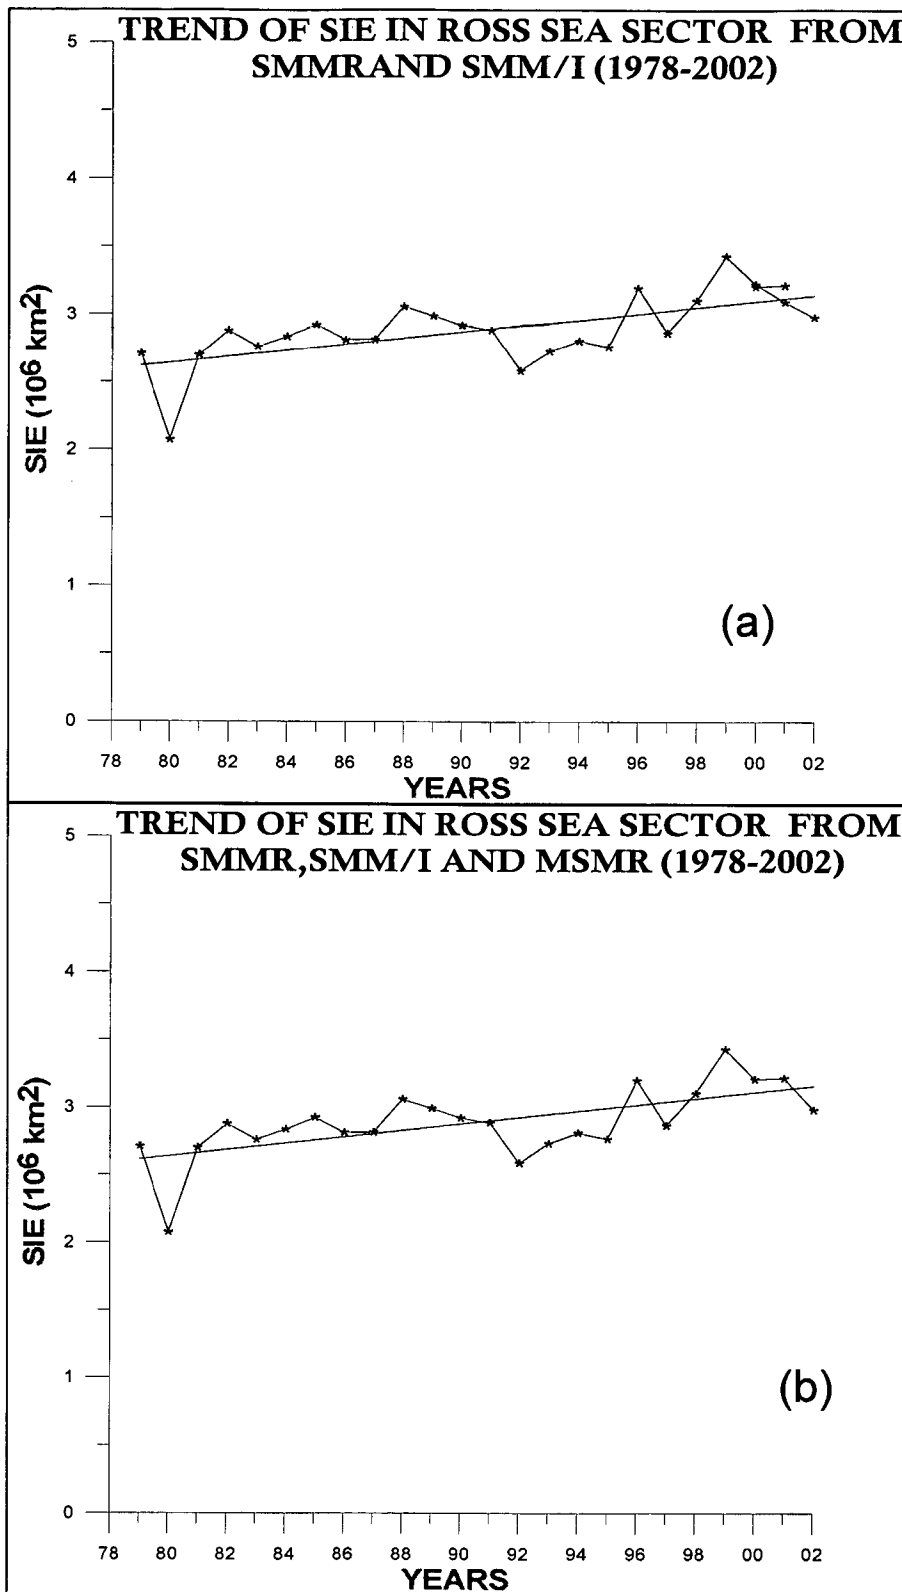 TREND OF SIE IN ROSS SEA SECTOR FROM
SMMRAND SMM/I (1978-2002)
5
4
3
2
1
0
SIE (10⁶ km²)
(a)
78 80 82 84 86 88 90 92 94 96 98 00 02
YEARS
TREND OF SIE IN ROSS SEA SECTOR FROM
SMMR,SMM/I AND MSMR (1978-2002)
5
4
3
2
1
0
SIE (10⁶ km²)
(b)
78 80 82 84 86 88 90 92 94 96 98 00 02
YEARS